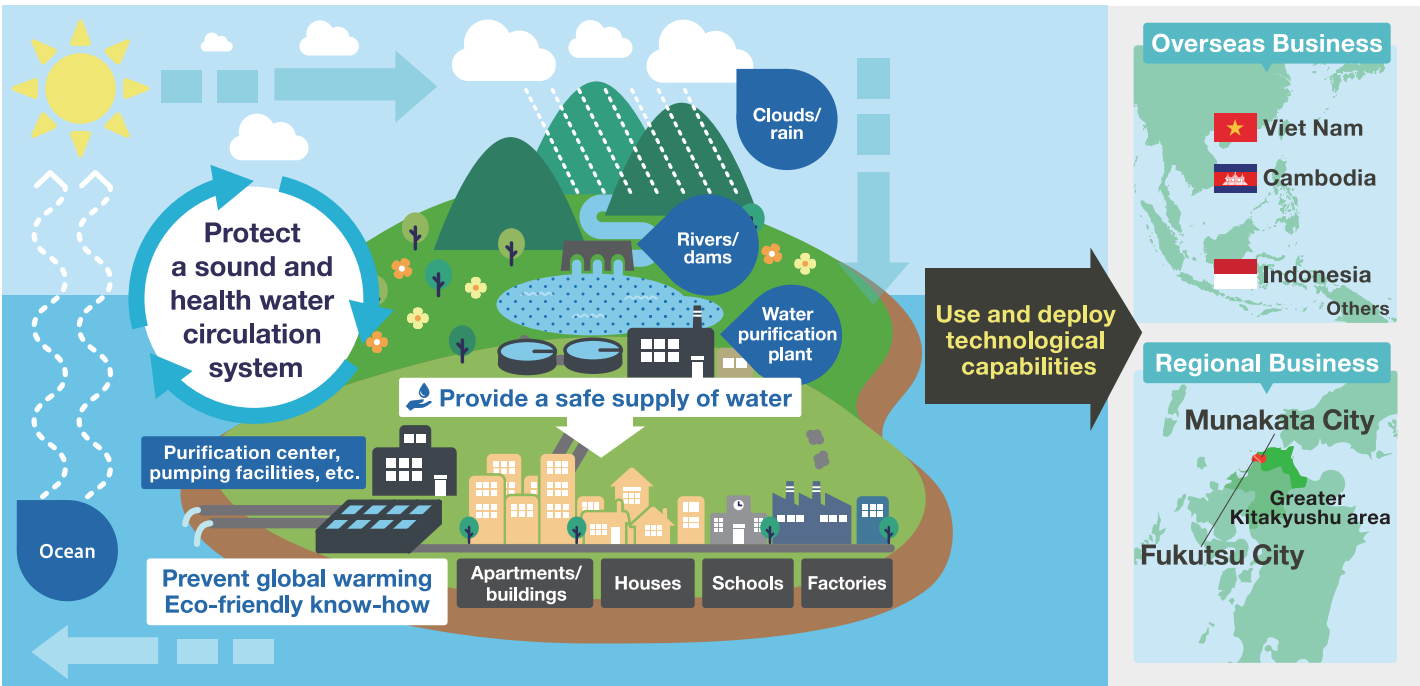 Clouds/
rain
Protect
a sound and
health water
circulation
system
Rivers/
dams
Water
purification
plant
Provide a safe supply of water
Purification center,
pumping facilities, etc.
Ocean
Prevent global warming
Eco-friendly know-how
Apartments/
buildings
Houses
Schools
Factories
Use and deploy
technological
capabilities
Overseas Business
Viet Nam
Cambodia
Indonesia
Others
Regional Business
Munakata City
Greater
Kitakyushu area
Fukutsu City